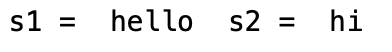 s1 =  hello  s2 =  hi